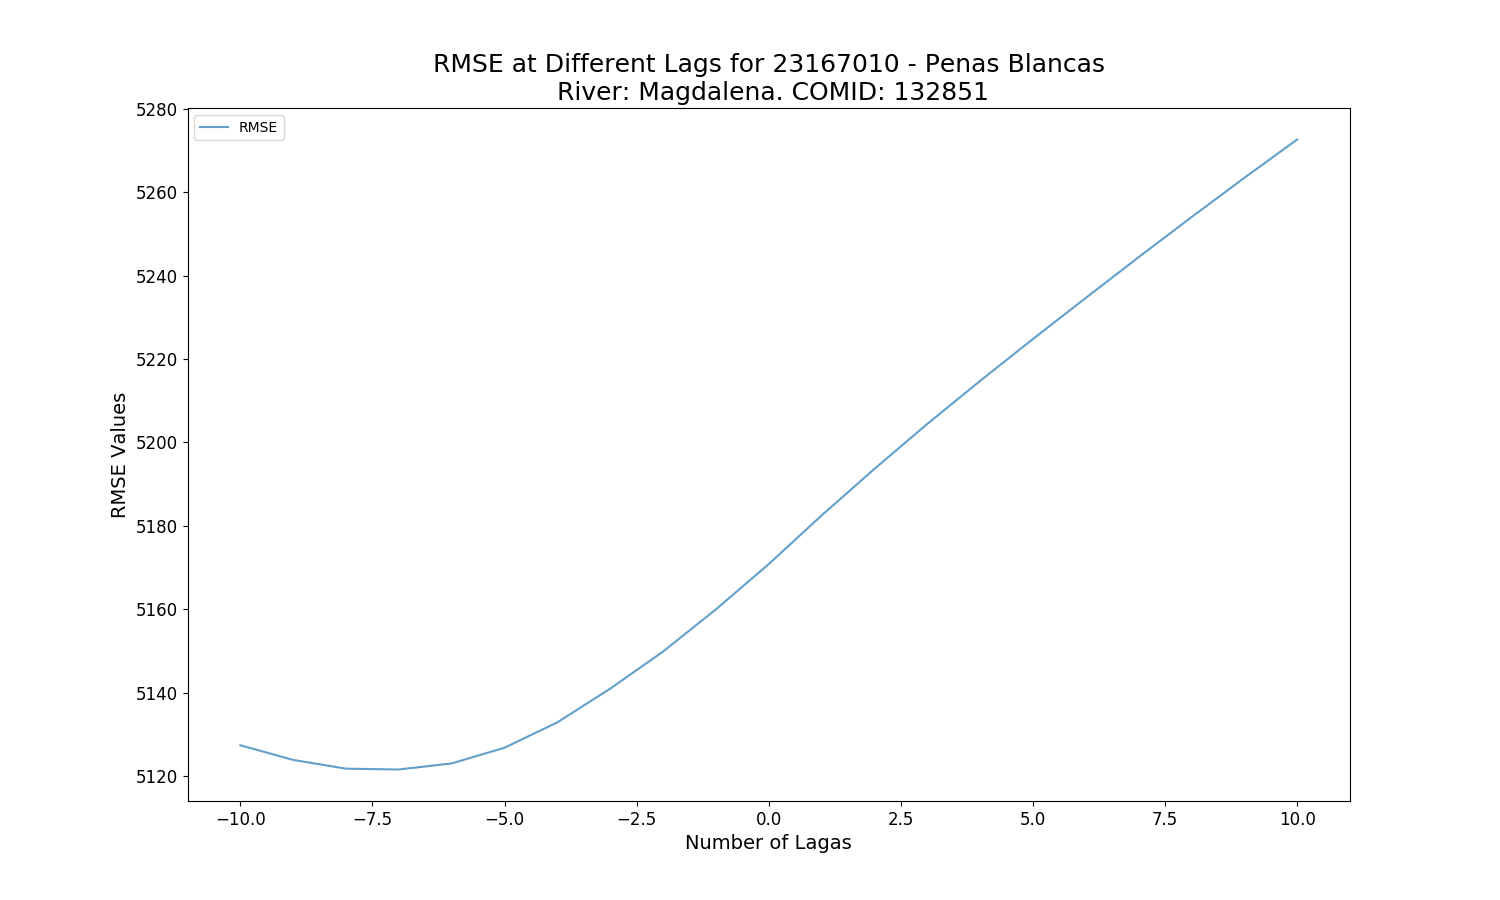 RMSE at Different Lags for 23167010 - Penas Blancas
River: Magdalena. COMID: 132851
RMSE
5280
5260
5240
5220
5200
5180
5160
5140
5120
RMSE Values
−10.0 −7.5 −5.0 −2.5 0.0 2.5 5.0 7.5 10.0
Number of Lagas